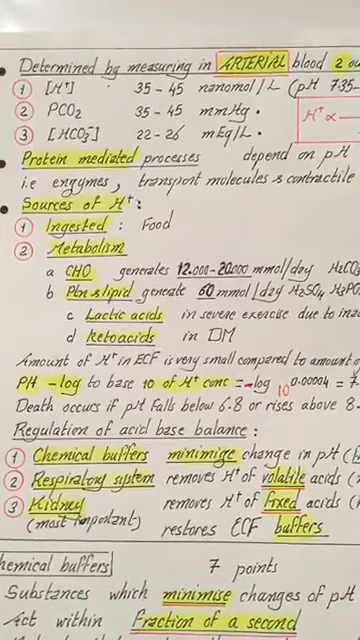 Determined by measuring in ARTERIAL blood 2 ou
① [H⁺] 35-45 nanomol/L (pH 7.35-
② PCO₂ 35-45 mmHg.
③ [HCO₃⁻] 22-26 mEq/L.
H⁺ ∝
Protein mediated processes depend on pH
i.e enzymes, transport molecules & contractile
Sources of H⁺:
① Ingested: Food
② Metabolism
a CHO generates 12.000-20.000 mmol/day H₂CO₃
b Ptn & lipid generate 60 mmol/day H₂SO₄ H₃PO
c Lactic acids in severe exercise due to ina
d ketoacids in DM
Amount of H⁺ in ECF is very small compared to amount o
PH -log to base 10 of H⁺ conc = -log 10 0.00004 = 7
Death occurs if pH falls below 6.8 or rises above 8.
Regulation of acid base balance:
① Chemical buffers minimize change in pH (
② Respiratory system removes H⁺ of volatile acids (
③ Kidney removes H⁺ of fixed acids (
(most important) restores ECF buffers
hemical buffers 7 points
Substances which minimise changes of pH
Act within fraction of a second